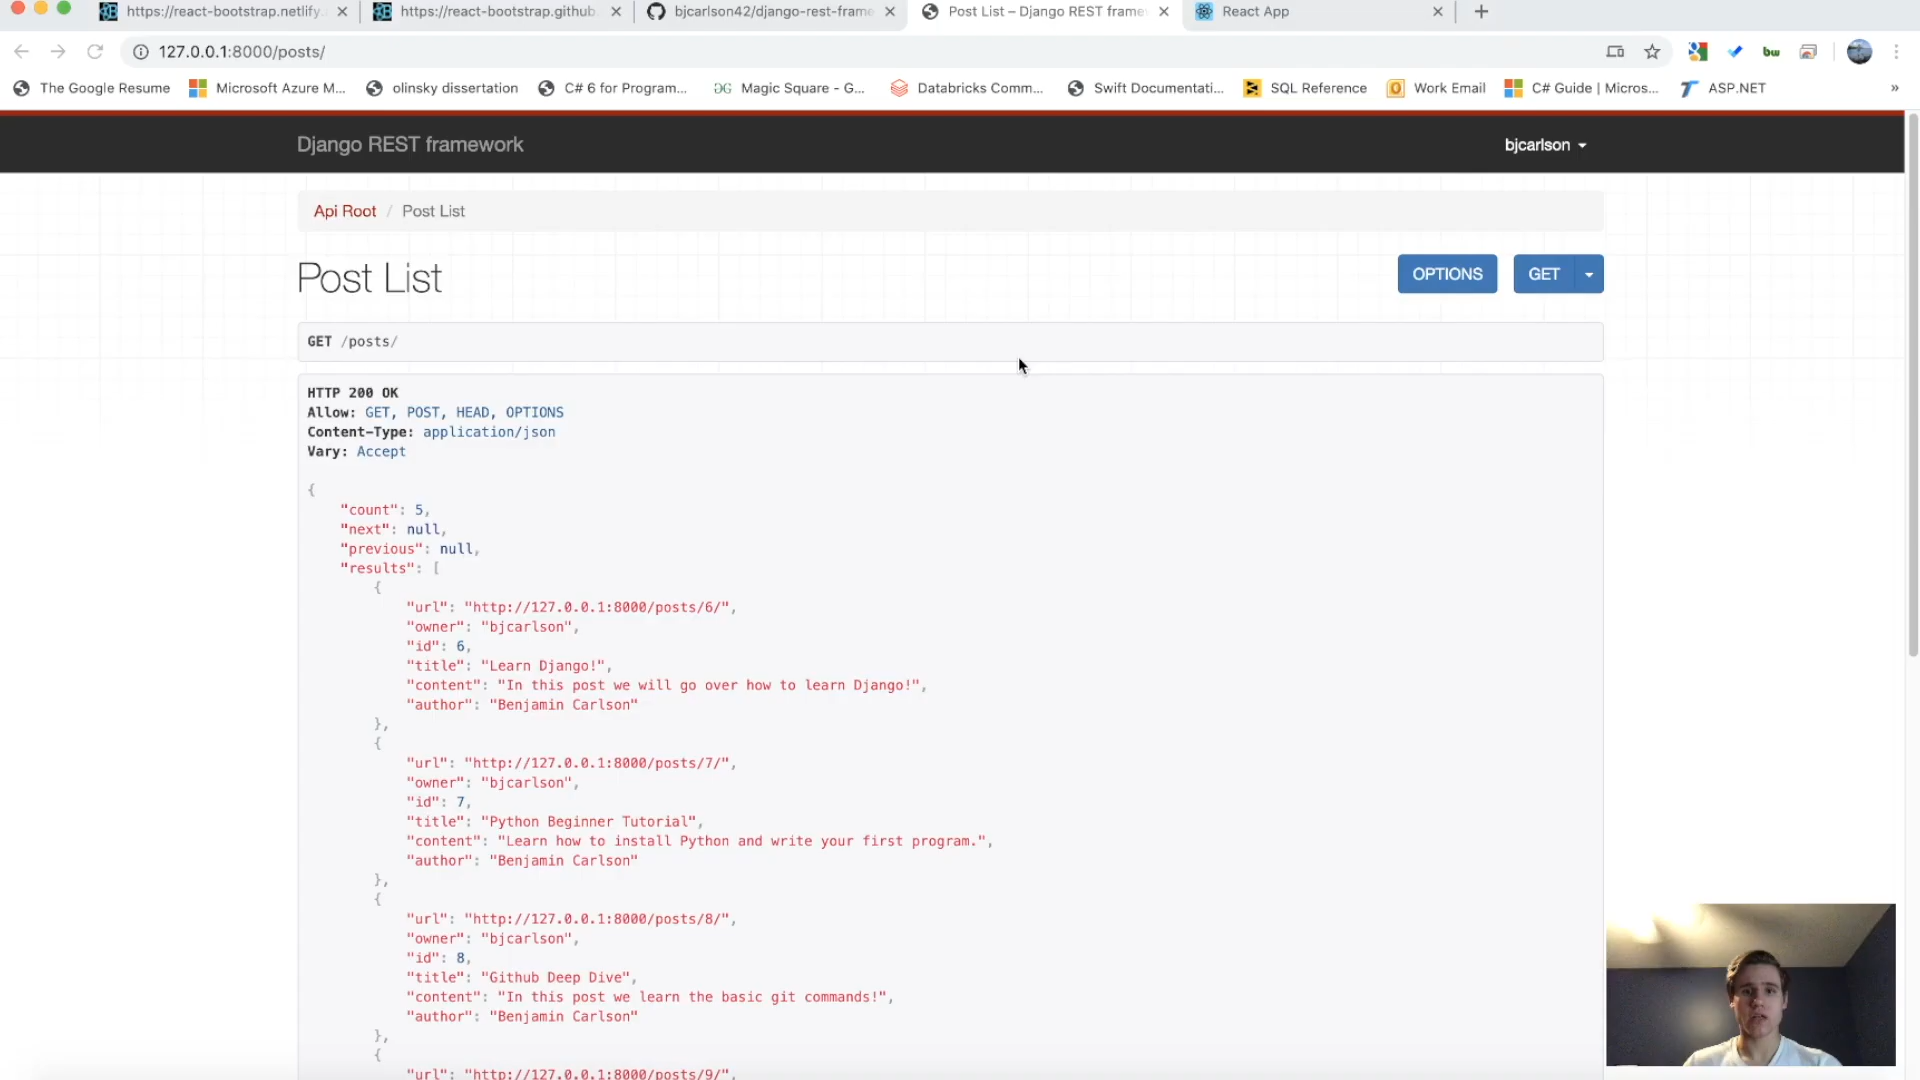 https://react-bootstrap.netlify.
https://react-bootstrap.github.
bjcarlson42/django-rest-frame
Post List – Django REST frame
React App
127.0.0.1:8000/posts/
The Google Resume
Microsoft Azure M...
olinsky dissertation
C# 6 for Program...
Magic Square - G...
Databricks Comm...
Swift Documentati...
SQL Reference
Work Email
C# Guide | Micros...
ASP.NET
»
Django REST framework
bjcarlson
Api Root / Post List
Post List
OPTIONS
GET
GET /posts/
HTTP 200 OK
Allow: GET, POST, HEAD, OPTIONS
Content-Type: application/json
Vary: Accept
{
"count": 5,
"next": null,
"previous": null,
"results": [
{
"url": "http://127.0.0.1:8000/posts/6/",
"owner": "bjcarlson",
"id": 6,
"title": "Learn Django!",
"content": "In this post we will go over how to learn Django!",
"author": "Benjamin Carlson"
},
{
"url": "http://127.0.0.1:8000/posts/7/",
"owner": "bjcarlson",
"id": 7,
"title": "Python Beginner Tutorial",
"content": "Learn how to install Python and write your first program.",
"author": "Benjamin Carlson"
},
{
"url": "http://127.0.0.1:8000/posts/8/",
"owner": "bjcarlson",
"id": 8,
"title": "Github Deep Dive",
"content": "In this post we learn the basic git commands!",
"author": "Benjamin Carlson"
},
{
"url": "http://127.0.0.1:8000/posts/9/",